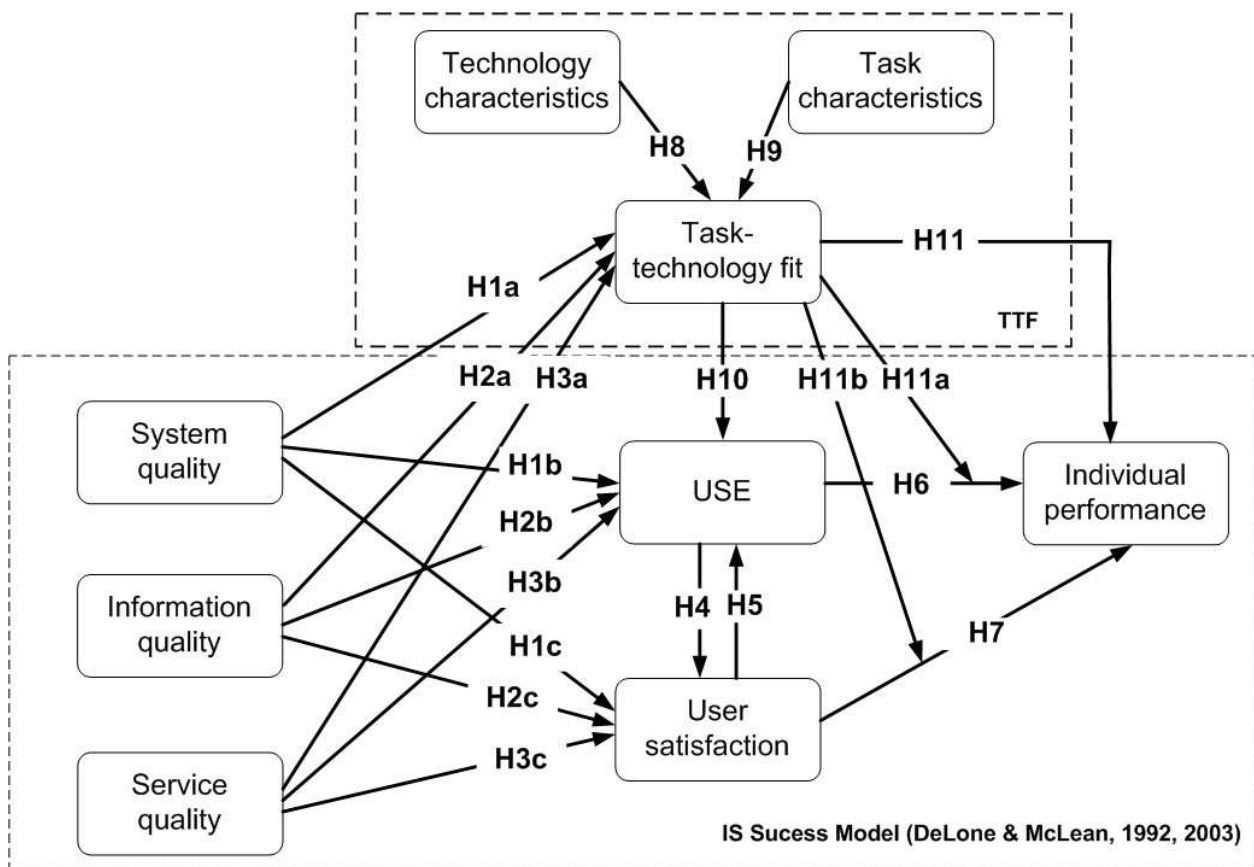 Technology
characteristics
Task
characteristics
H8
H9
Task-
technology fit
H11
H1a
TTF
H2a
H3a
H10
H11b
H11a
System
quality
H1b
USE
H6
Individual
performance
H2b
H3b
Information
quality
H4
H5
H1c
H7
H2c
User
satisfaction
H3c
Service
quality
IS Sucess Model (DeLone & McLean, 1992, 2003)